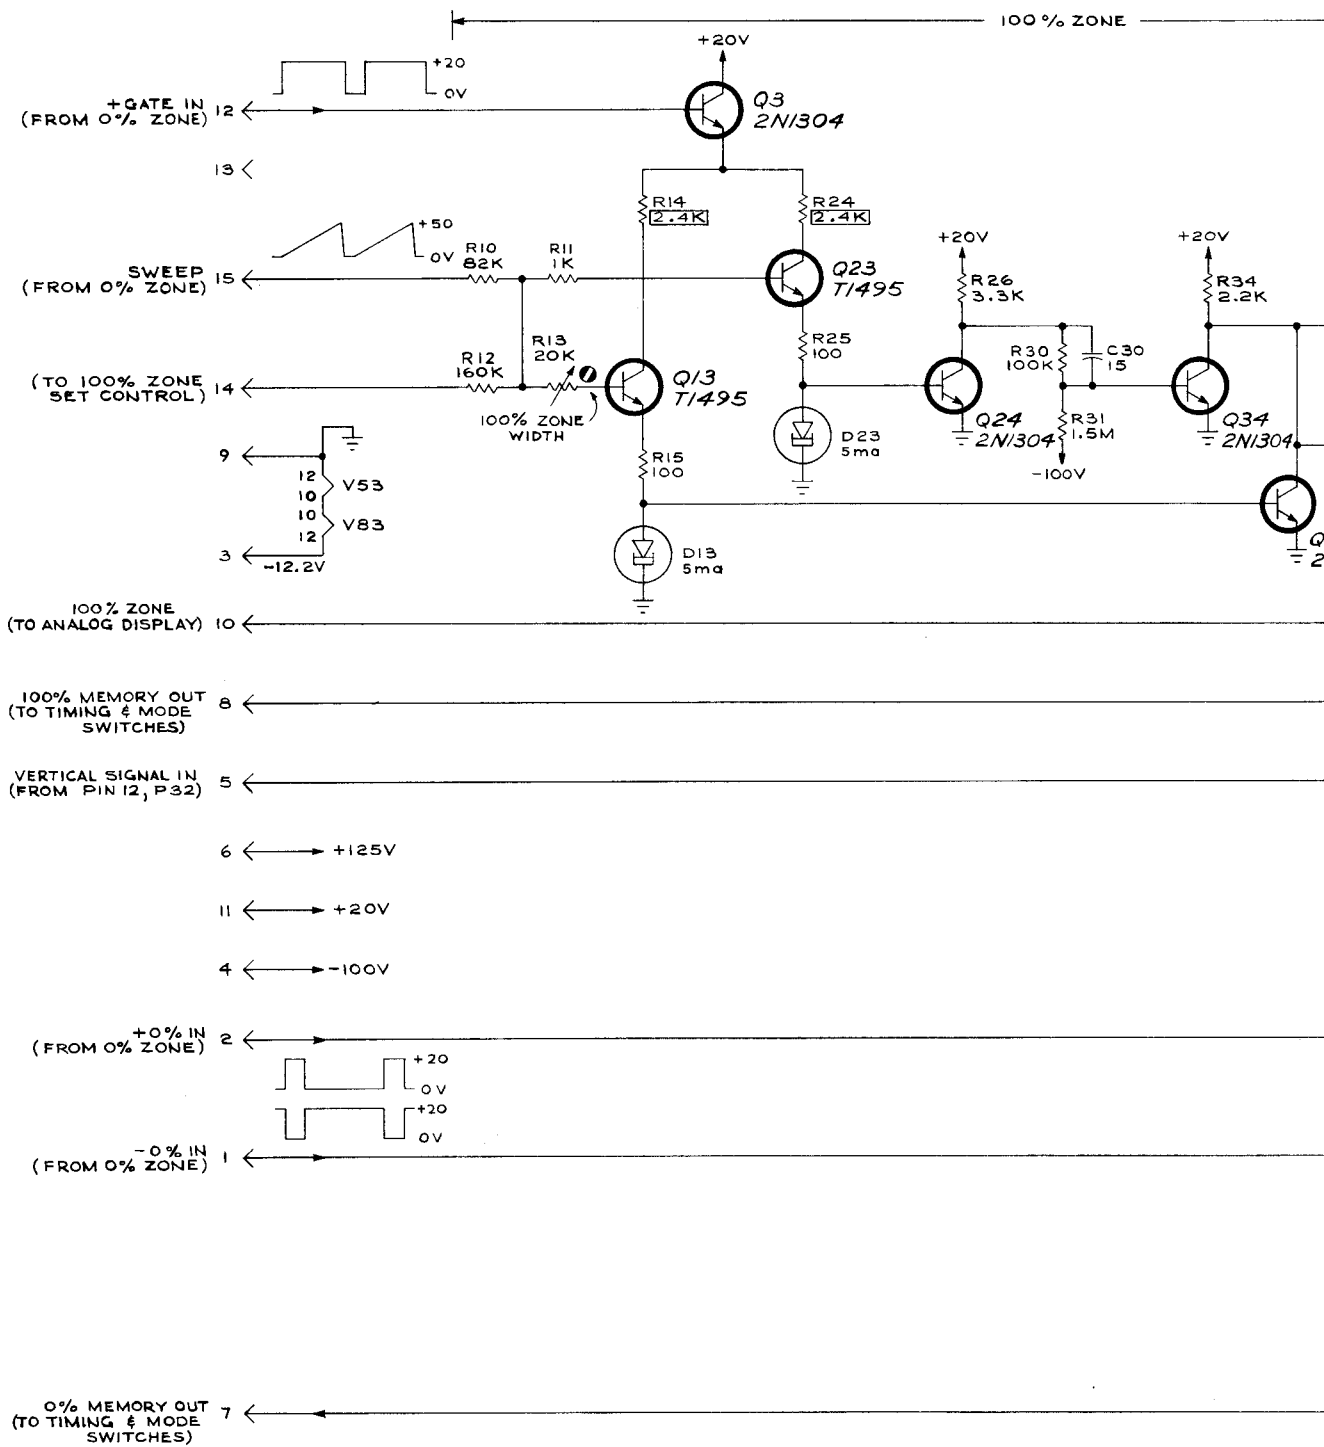 100% ZONE
+20V
+20
0V
+GATE IN
(FROM 0% ZONE) 12
Q3
2N1304
13
R14
2.4K
R24
2.4K
+50
0V
SWEEP
(FROM 0% ZONE) 15
R10
82K
R11
1K
Q23
T1495
+20V
R26
3.3K
+20V
R34
2.2K
R25
100
R13
20K
R12
160K
(TO 100% ZONE
SET CONTROL) 14
100% ZONE
WIDTH
Q13
T1495
R30
100K
C30
15
Q24
2N1304
R31
1.5M
-100V
Q34
2N1304
D23
5ma
9
12
10
V53
10
12
V83
3
-12.2V
R15
100
D13
5ma
Q
2
100% ZONE
(TO ANALOG DISPLAY) 10
100% MEMORY OUT
(TO TIMING & MODE
SWITCHES)
8
VERTICAL SIGNAL IN
(FROM PIN 12, P32)
5
6 +125V
11 +20V
4 -100V
+0% IN
(FROM 0% ZONE) 2
+20
0V
+20
0V
-0% IN
(FROM 0% ZONE) 1
0% MEMORY OUT
(TO TIMING & MODE
SWITCHES)
7